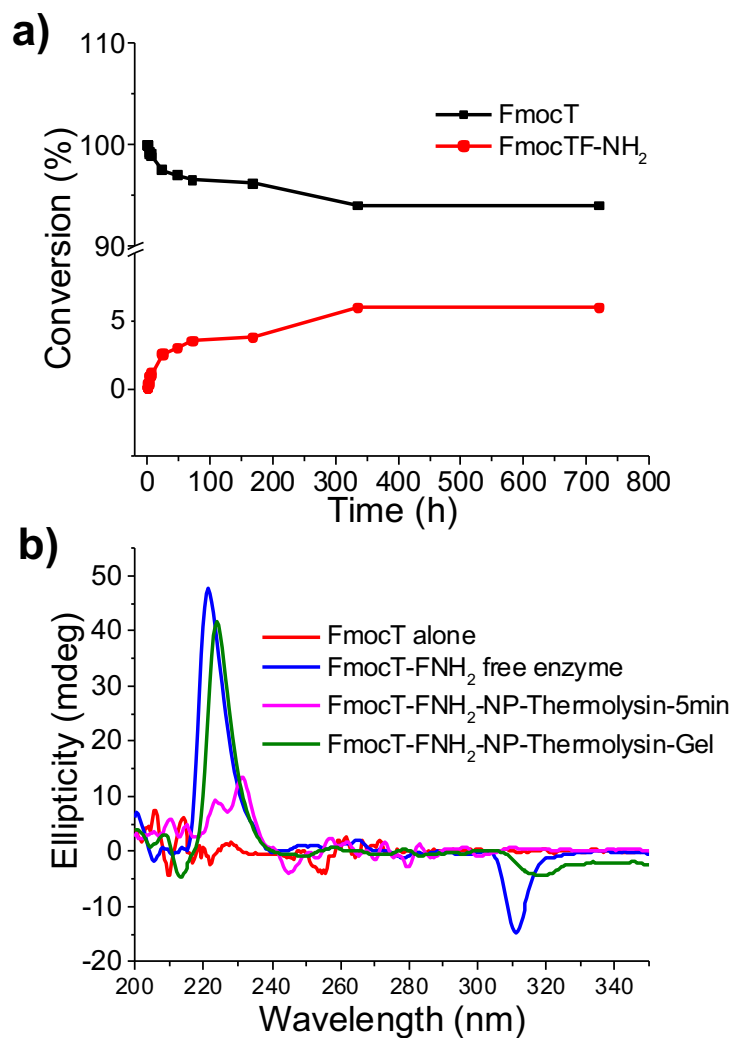 a)
110
100
90
5
0
Conversion (%)
FmocT
FmocTF-NH₂
0 100 200 300 400 500 600 700 800
Time (h)
b)
50
40
30
20
10
0
-10
-20
Ellipticity (mdeg)
FmocT alone
FmocT-FNH₂ free enzyme
FmocT-FNH₂-NP-Thermolysin-5min
FmocT-FNH₂-NP-Thermolysin-Gel
200 220 240 260 280 300 320 340
Wavelength (nm)